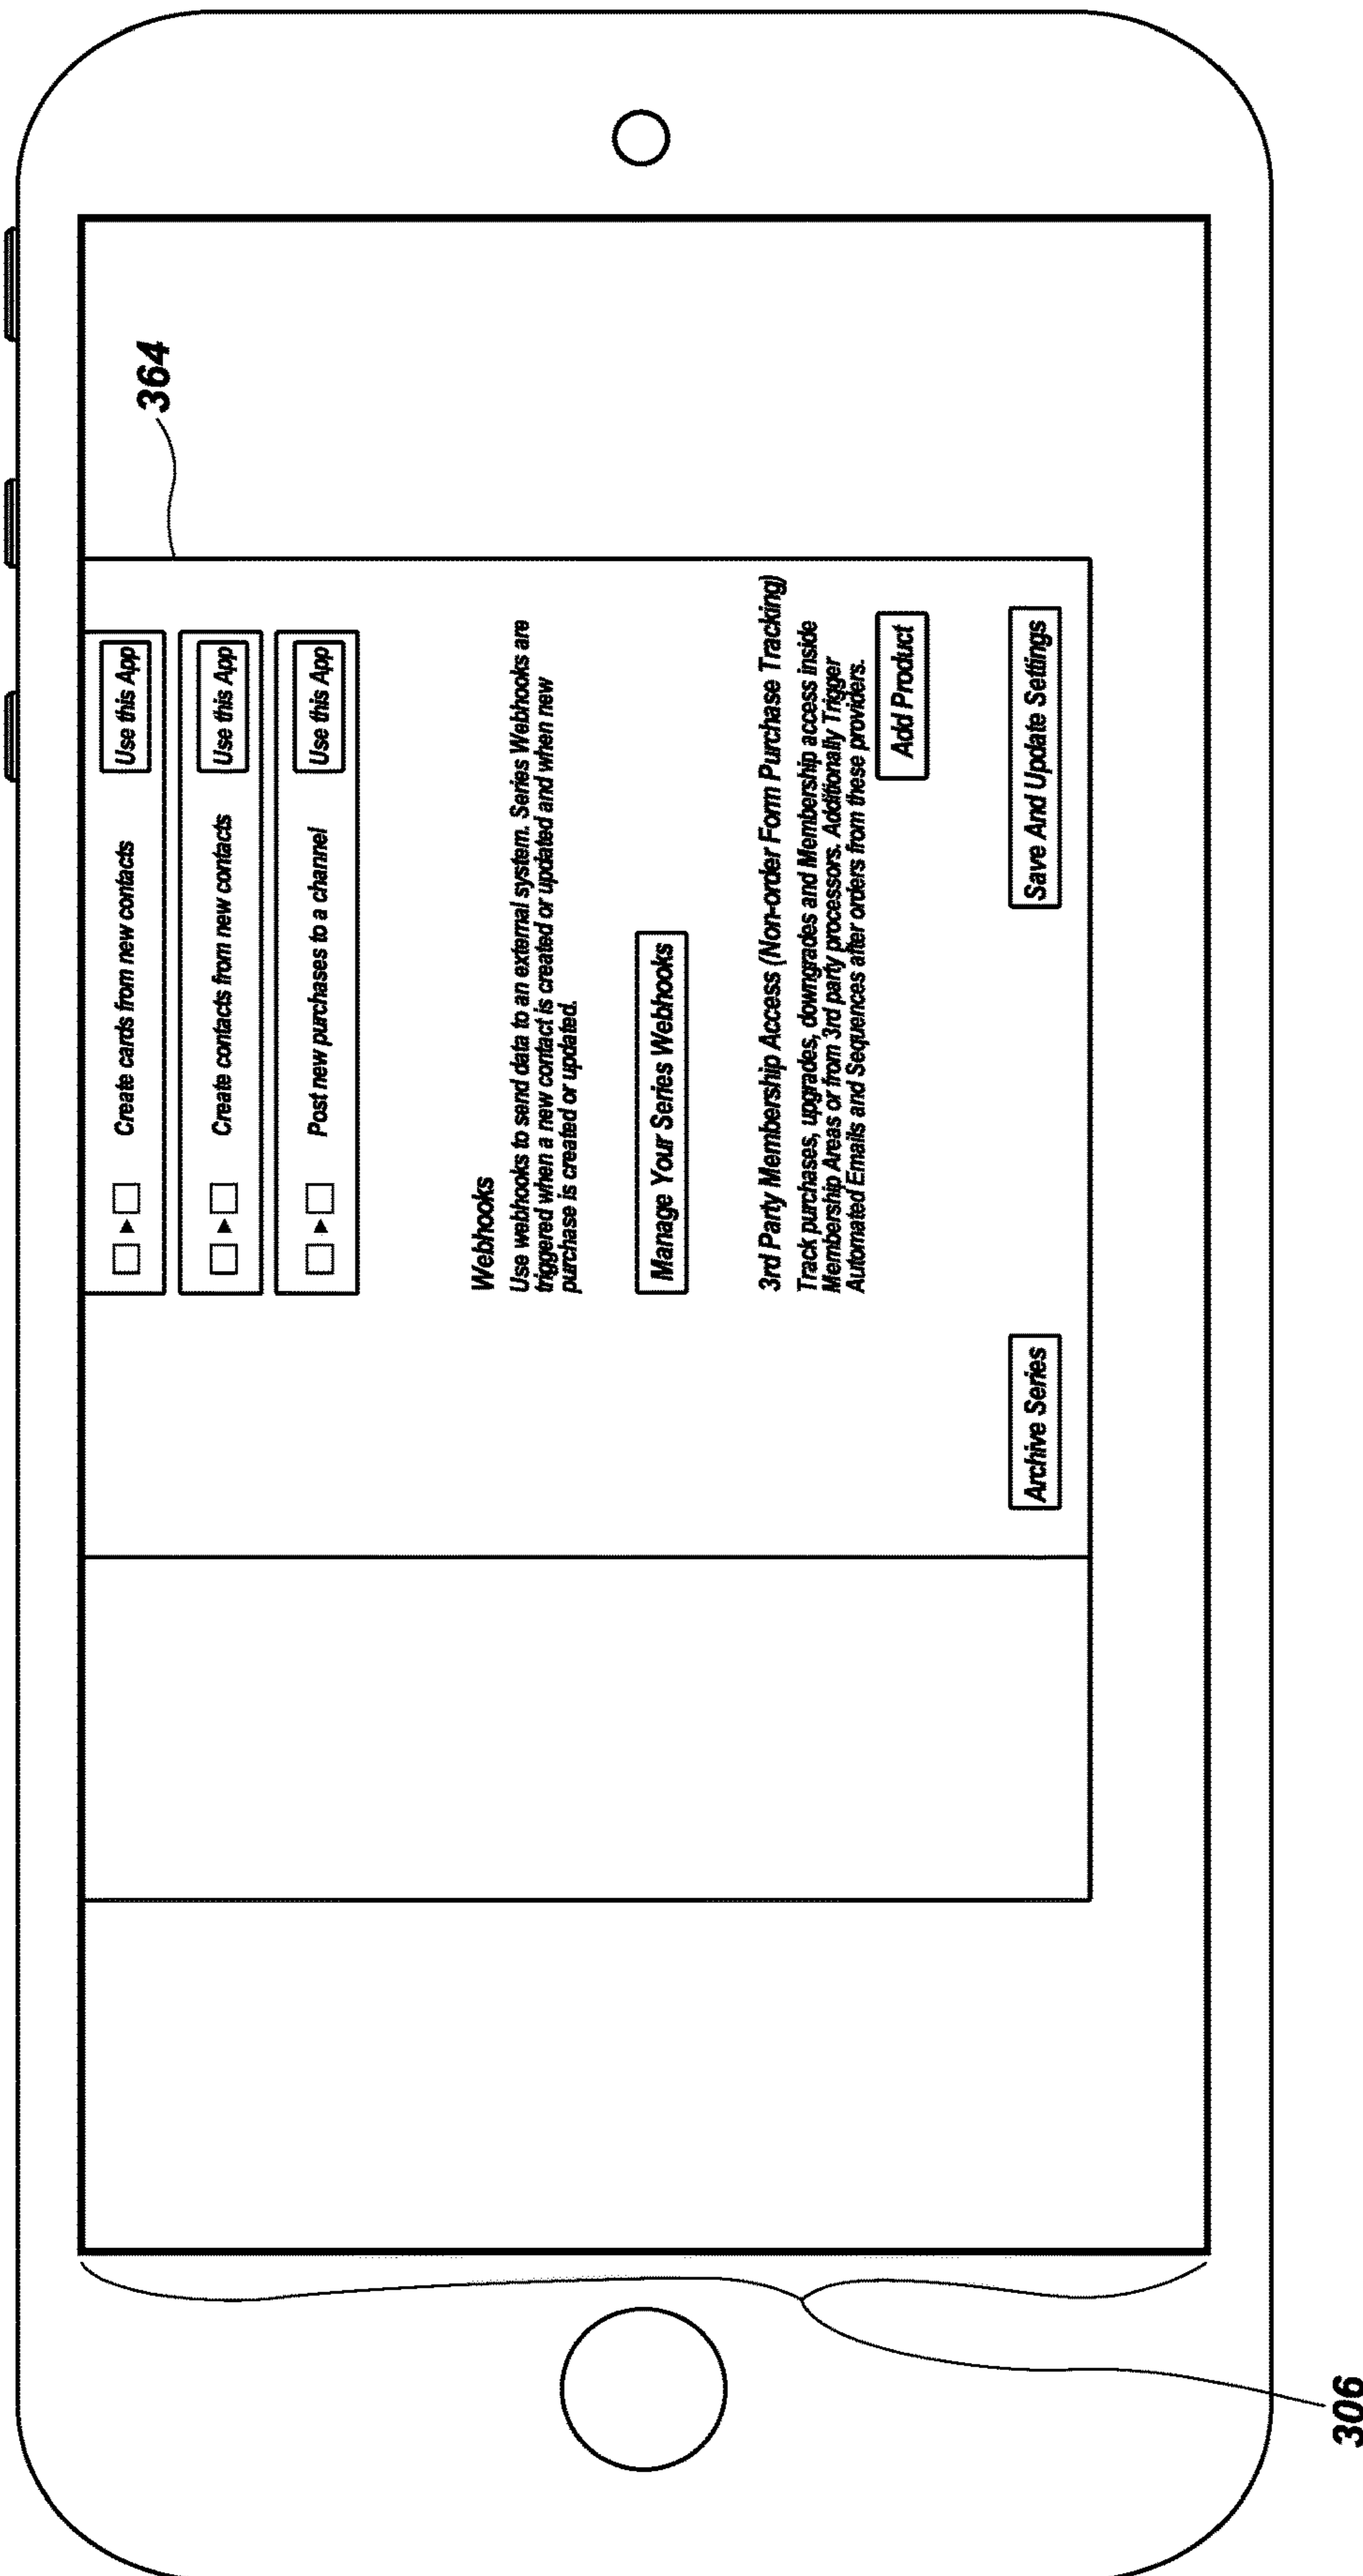 364
Create cards from new contacts
Use this App
Create contacts from new contacts
Use this App
Post new purchases to a channel
Use this App
Webhooks
Use webhooks to send data to an external system. Series Webhooks are
triggered when a new contact is created or updated and when new
purchase is created or updated.
Manage Your Series Webhooks
3rd Party Membership Access (Non-order Form Purchase Tracking)
Track purchases, upgrades, downgrades and Membership access inside
Membership Areas or from 3rd party processors. Additionally Trigger
Automated Emails and Sequences after orders from these providers.
Add Product
Archive Series
Save And Update Settings
306